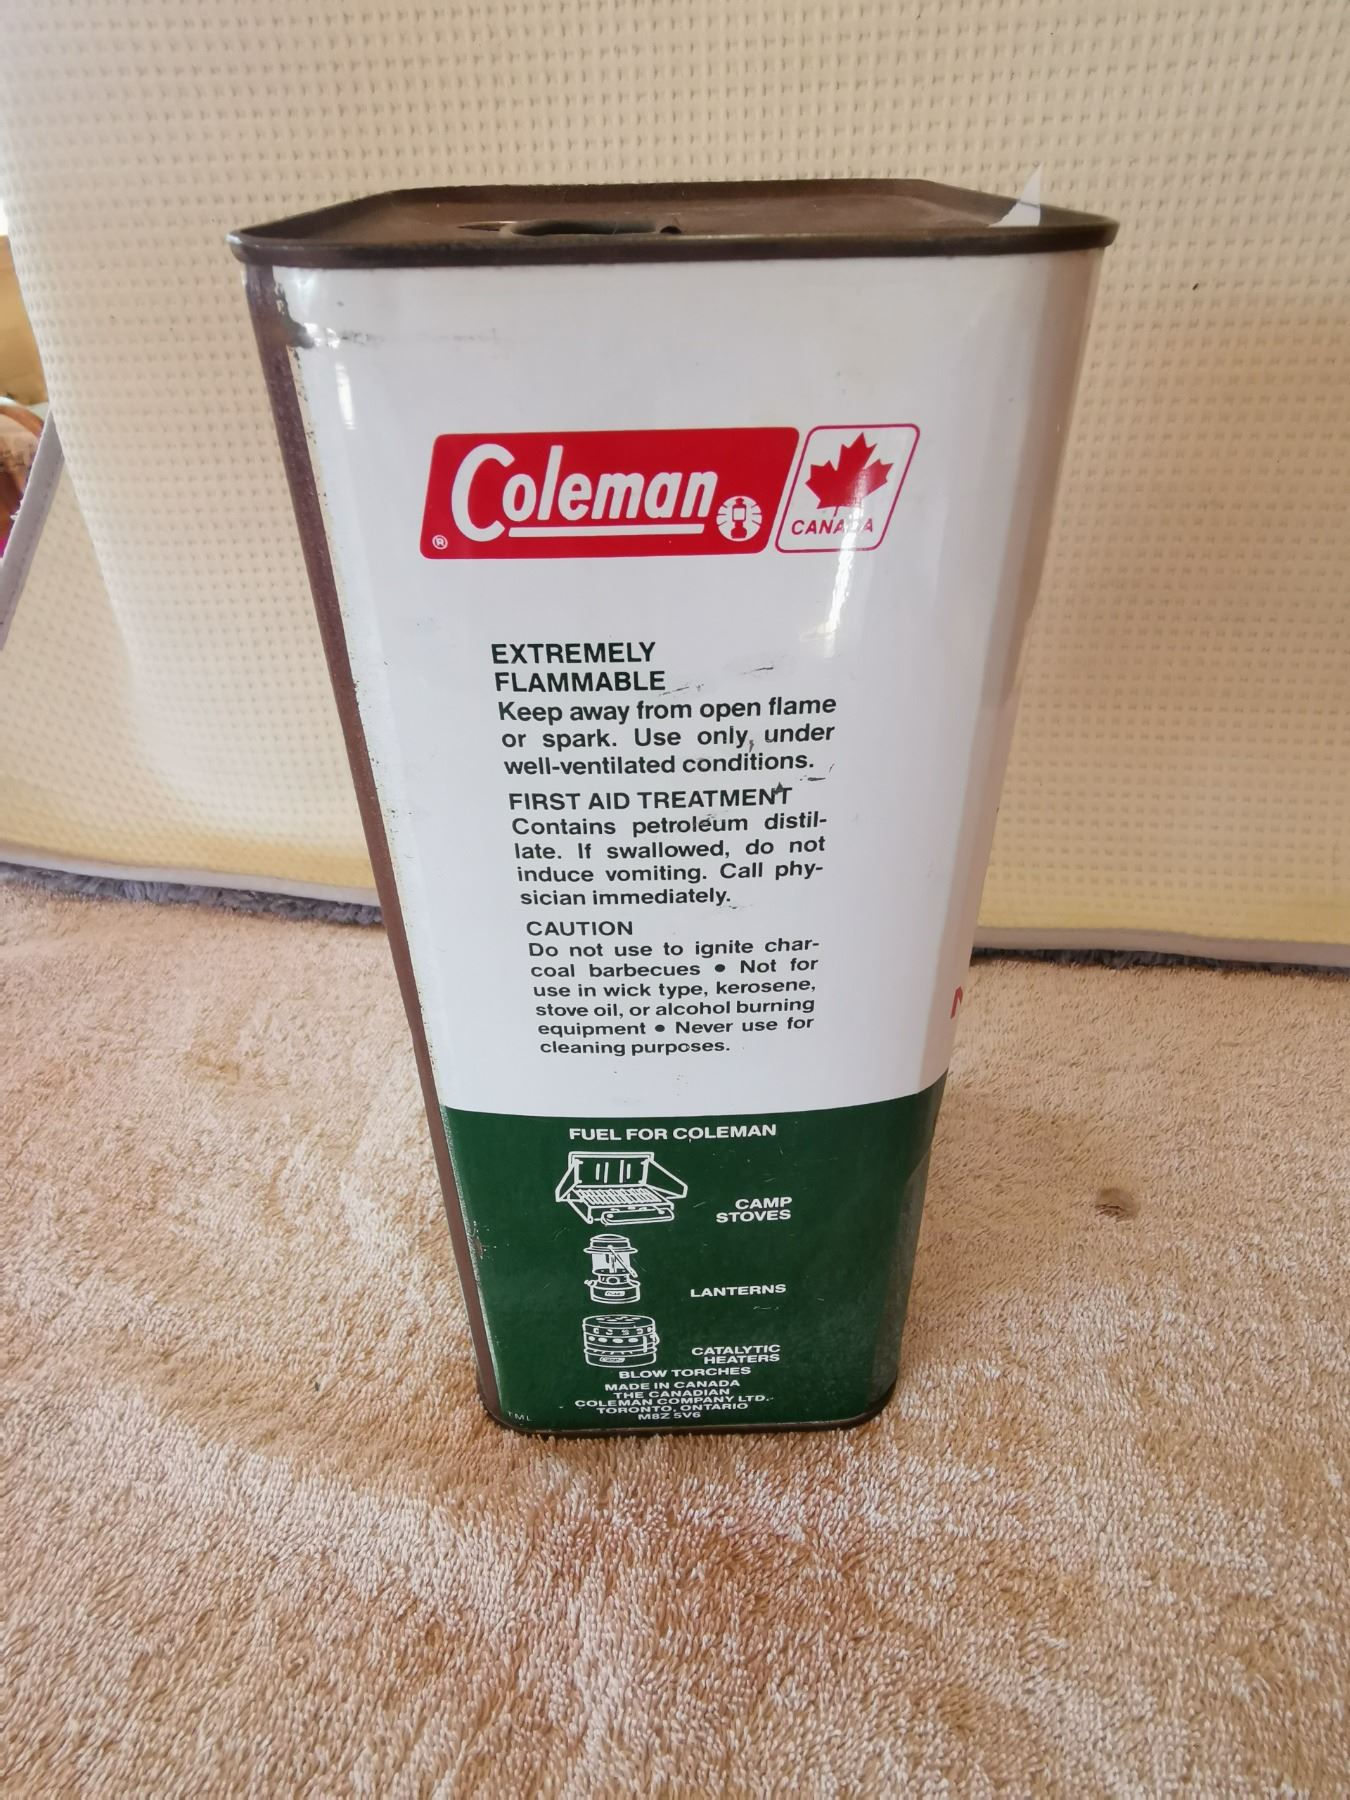 Coleman
®
CANADA
EXTREMELY
FLAMMABLE
Keep away from open flame
or spark. Use only under
well-ventilated conditions.
FIRST AID TREATMENT
Contains petroleum distil-
late. If swallowed, do not
induce vomiting. Call phy-
sician immediately.
CAUTION
Do not use to ignite char-
coal barbecues • Not for
use in wick type, kerosene,
stove oil, or alcohol burning
equipment • Never use for
cleaning purposes.
FUEL FOR COLEMAN
CAMP
STOVES
LANTERNS
CATALYTIC
HEATERS
BLOW TORCHES
MADE IN CANADA
THE CANADIAN
COLEMAN COMPANY LTD.
TORONTO, ONTARIO
M8Z 5V6
TML